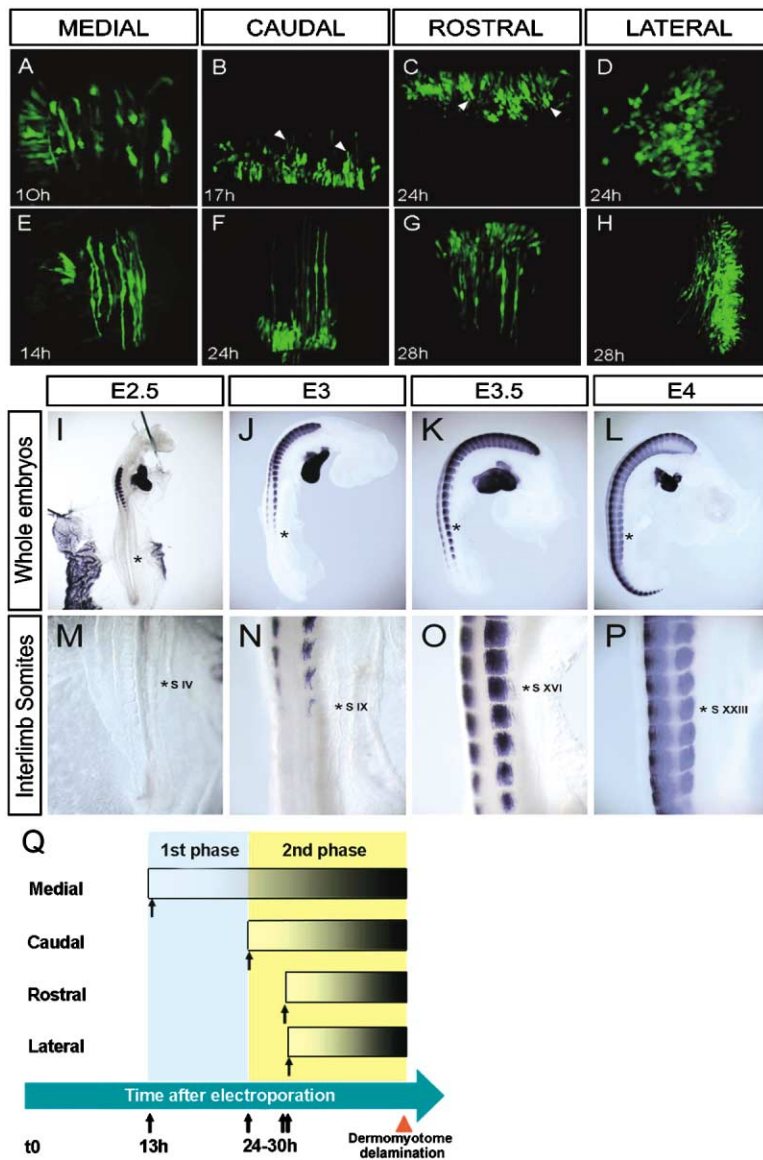 MEDIAL CAUDAL ROSTRAL LATERAL
A B C D
10h 17h 24h 24h
E F G H
14h 24h 28h 28h
E2.5 E3 E3.5 E4
Whole embryos
I J K L
* * * *
Interlimb Somites
M N O P
* S IV * S IX * S XVI * S XXIII
Q
1st phase 2nd phase
Medial
Caudal
Rostral
Lateral
Time after electroporation
t0 13h 24-30h Dermomyotome
delamination